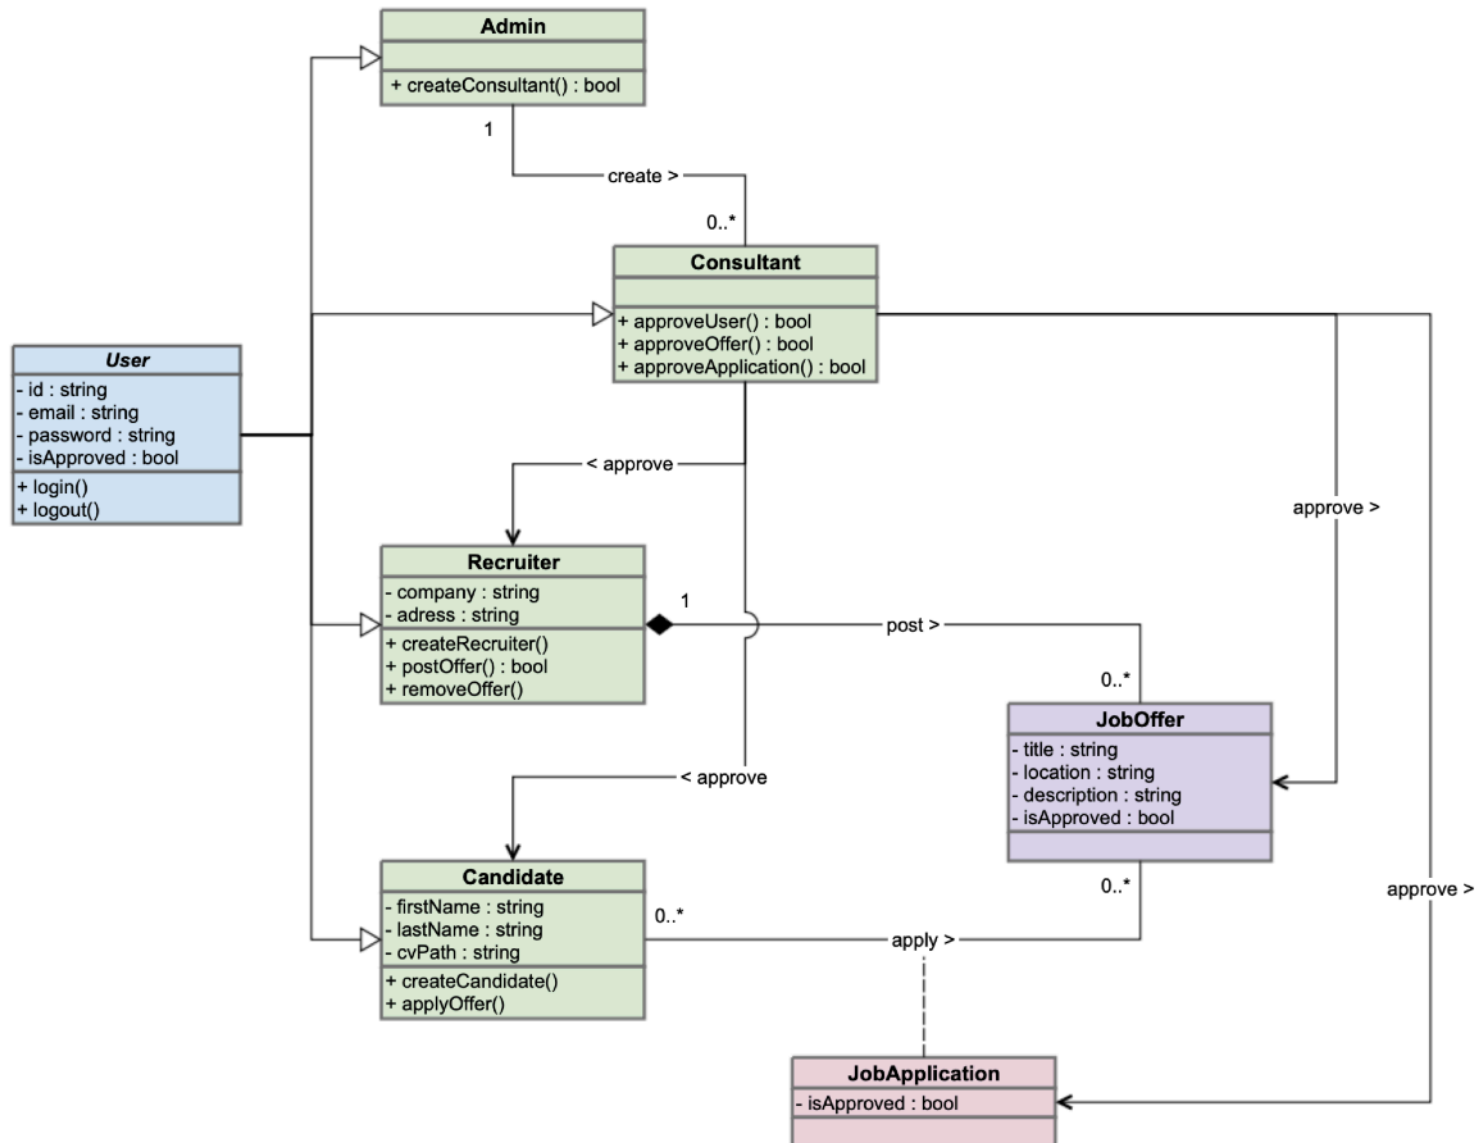 Admin
+ createConsultant() : bool
1
create >
0..*
Consultant
+ approveUser() : bool
+ approveOffer() : bool
+ approveApplication() : bool
User
- id : string
- email : string
- password : string
- isApproved : bool
+ login()
+ logout()
< approve
approve >
Recruiter
- company : string
- adress : string
+ createRecruiter()
+ postOffer() : bool
+ removeOffer()
1
post >
0..*
JobOffer
- title : string
- location : string
- description : string
- isApproved : bool
< approve
Candidate
- firstName : string
- lastName : string
- cvPath : string
+ createCandidate()
+ applyOffer()
0..*
0..*
approve >
apply >
JobApplication
- isApproved : bool